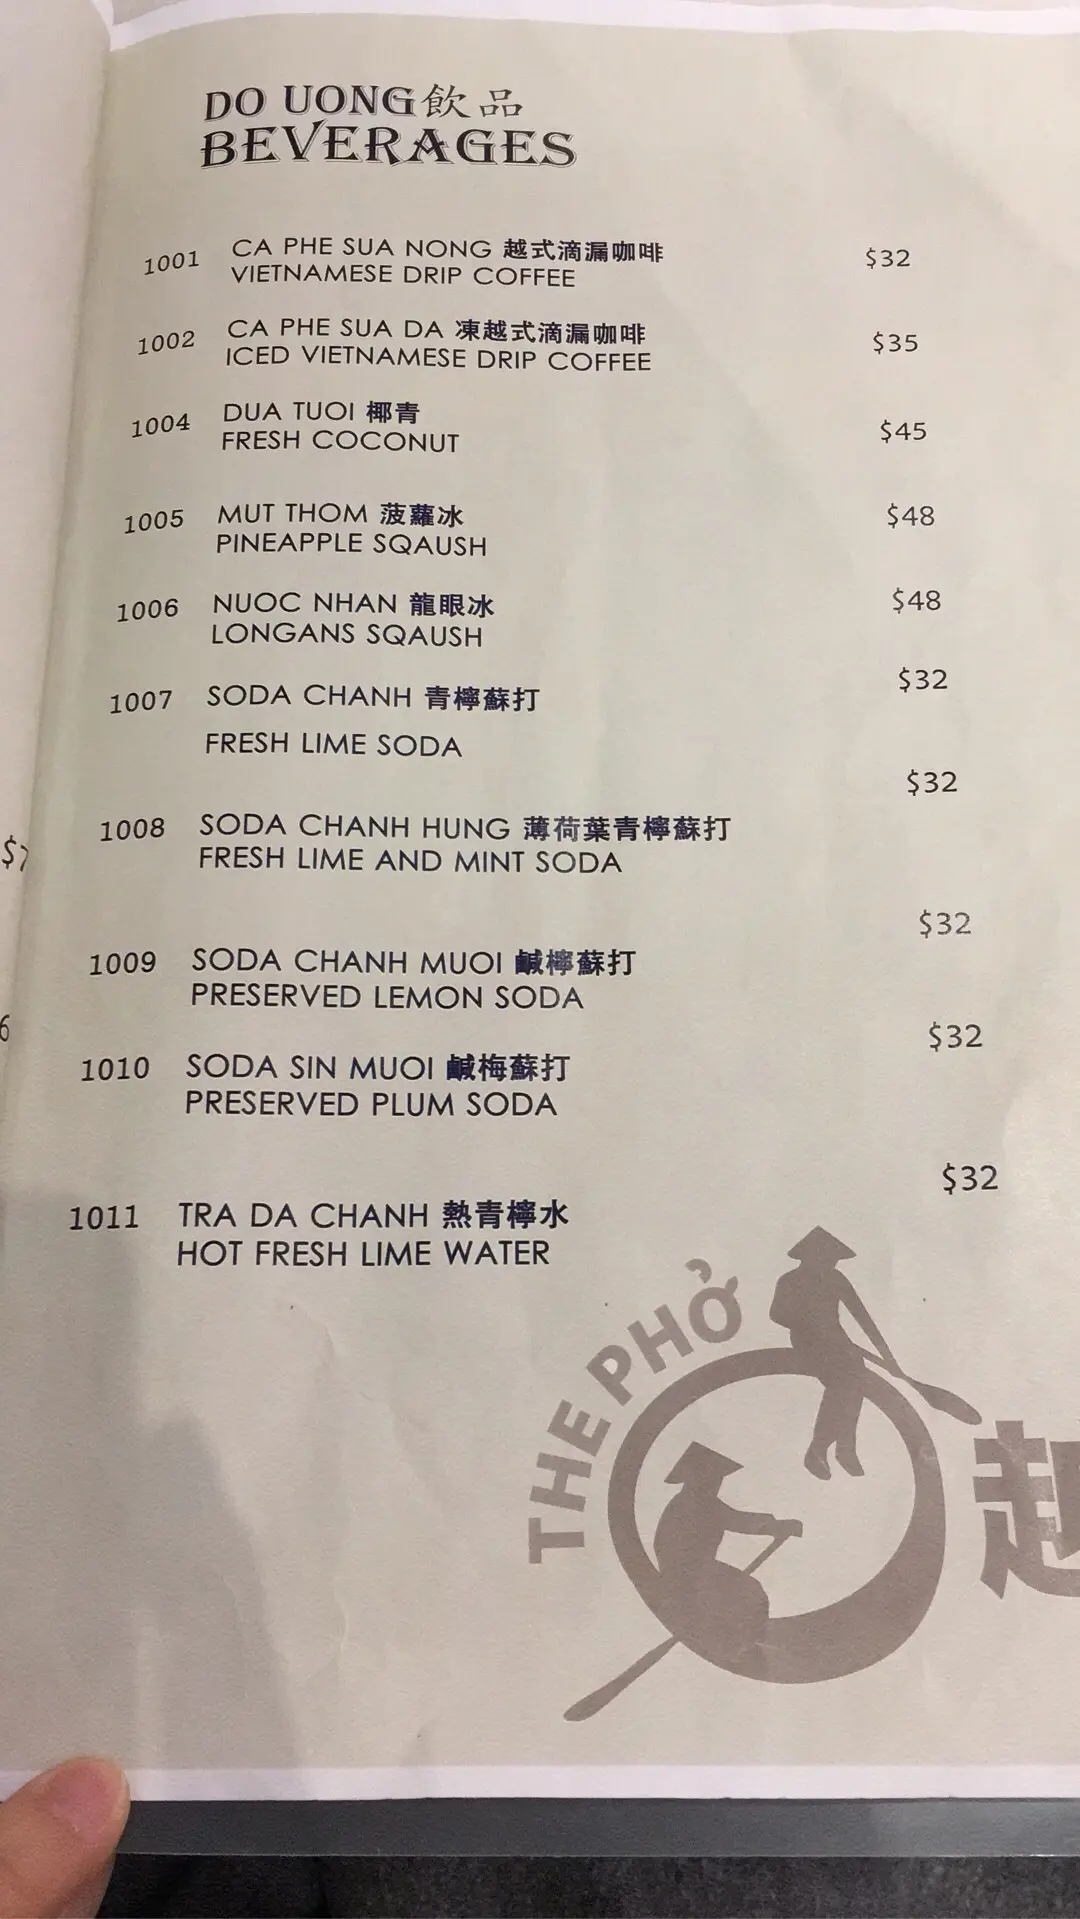 DO UONG飲品
BEVERAGES
1001 CA PHE SUA NONG 越式滴漏咖啡 $32
VIETNAMESE DRIP COFFEE
1002 CA PHE SUA DA 凍越式滴漏咖啡 $35
ICED VIETNAMESE DRIP COFFEE
1004 DUA TUOI 椰青 $45
FRESH COCONUT
1005 MUT THOM 菠蘿冰 $48
PINEAPPLE SQAUSH
1006 NUOC NHAN 龍眼冰 $48
LONGANS SQAUSH
1007 SODA CHANH 青檸蘇打 $32
FRESH LIME SODA
$32
1008 SODA CHANH HUNG 薄荷葉青檸蘇打
FRESH LIME AND MINT SODA
$32
1009 SODA CHANH MUOI 鹹檸蘇打
PRESERVED LEMON SODA
$32
1010 SODA SIN MUOI 鹹梅蘇打
PRESERVED PLUM SODA
$32
1011 TRA DA CHANH 熱青檸水
HOT FRESH LIME WATER
THE PHỞ
越